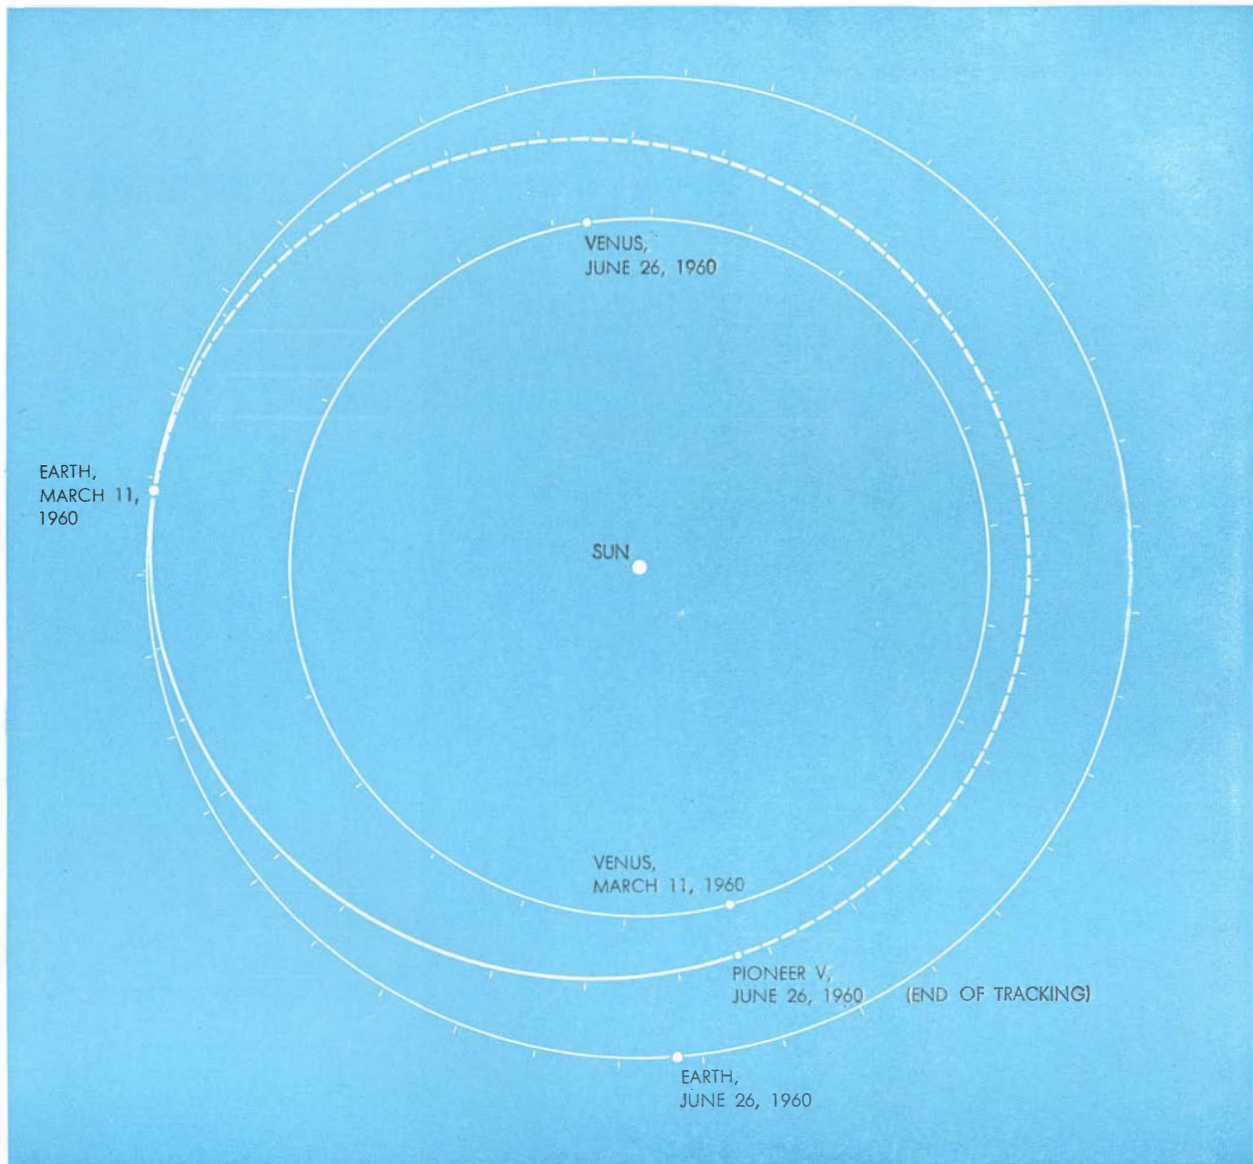 VENUS,
JUNE 26, 1960
EARTH,
MARCH 11,
1960
SUN
VENUS,
MARCH 11, 1960
PIONEER V,
JUNE 26, 1960 (END OF TRACKING)
EARTH,
JUNE 26, 1960